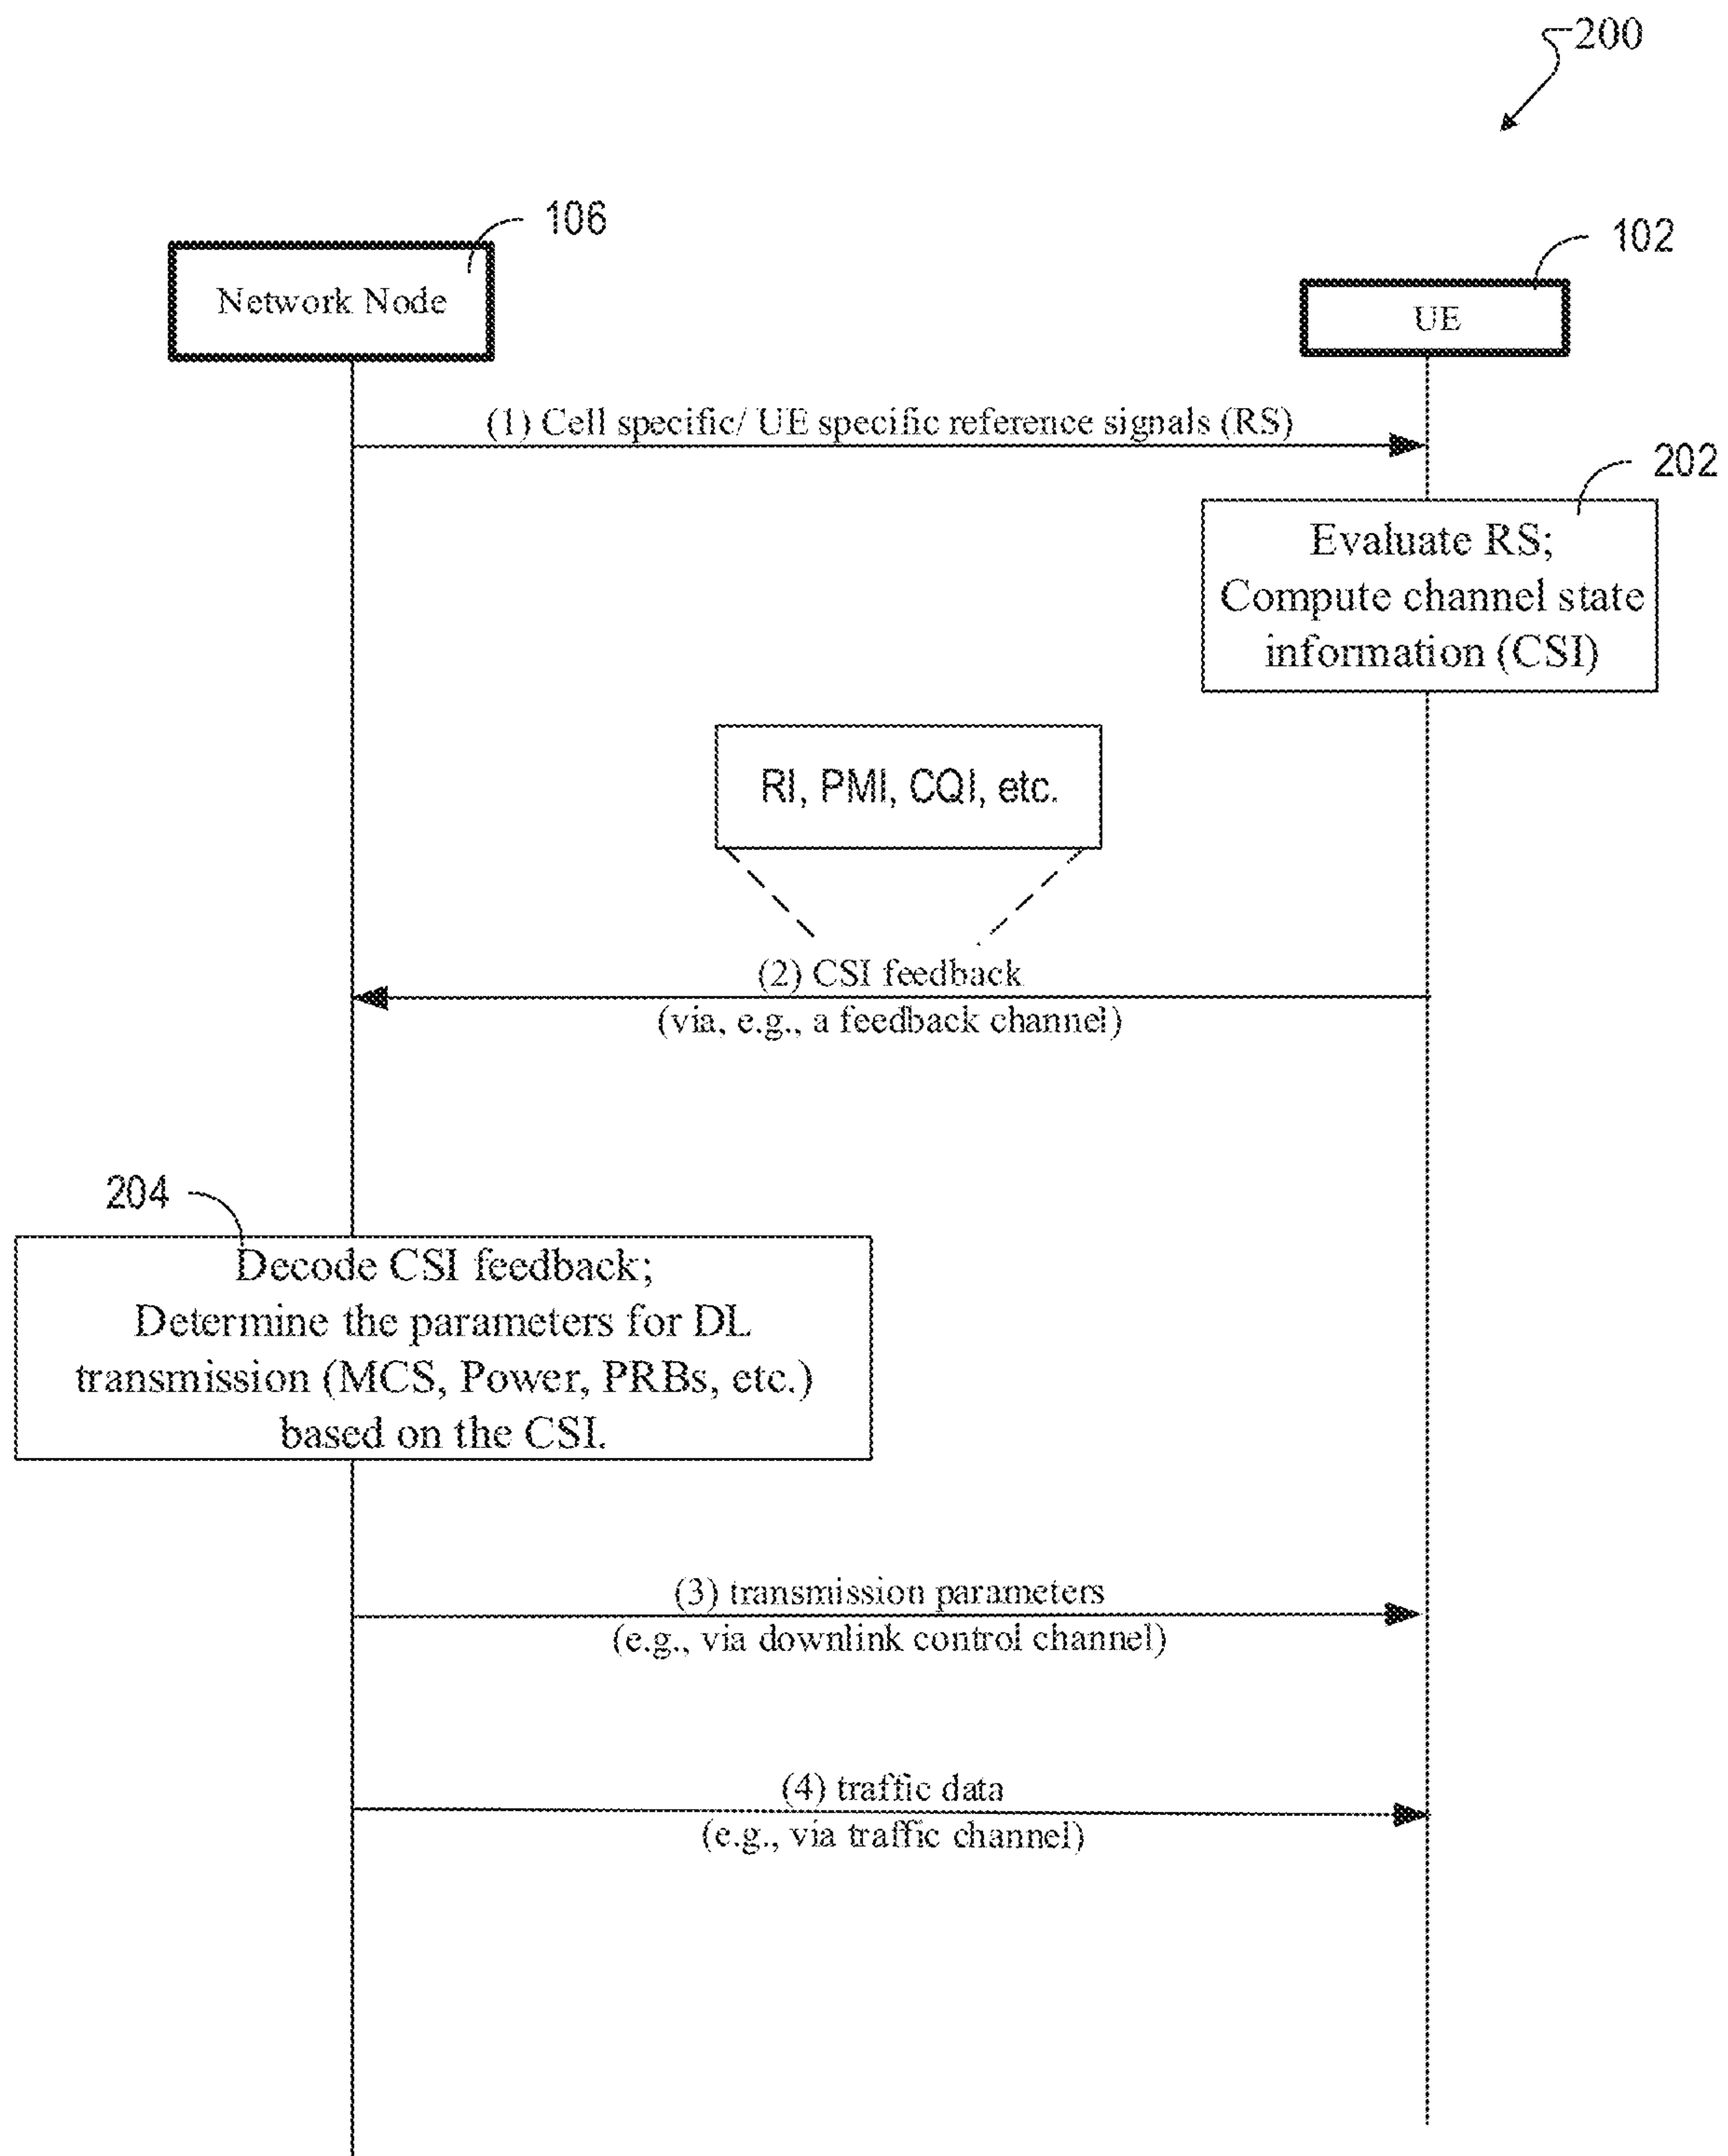 200
106
Network Node
102
UE
(1) Cell specific/ UE specific reference signals (RS)
202
Evaluate RS;
Compute channel state
information (CSI)
RI, PMI, CQI, etc.
(2) CSI feedback
(via, e.g., a feedback channel)
204
Decode CSI feedback;
Determine the parameters for DL
transmission (MCS, Power, PRBs, etc.)
based on the CSI.
(3) transmission parameters
(e.g., via downlink control channel)
(4) traffic data
(e.g., via traffic channel)